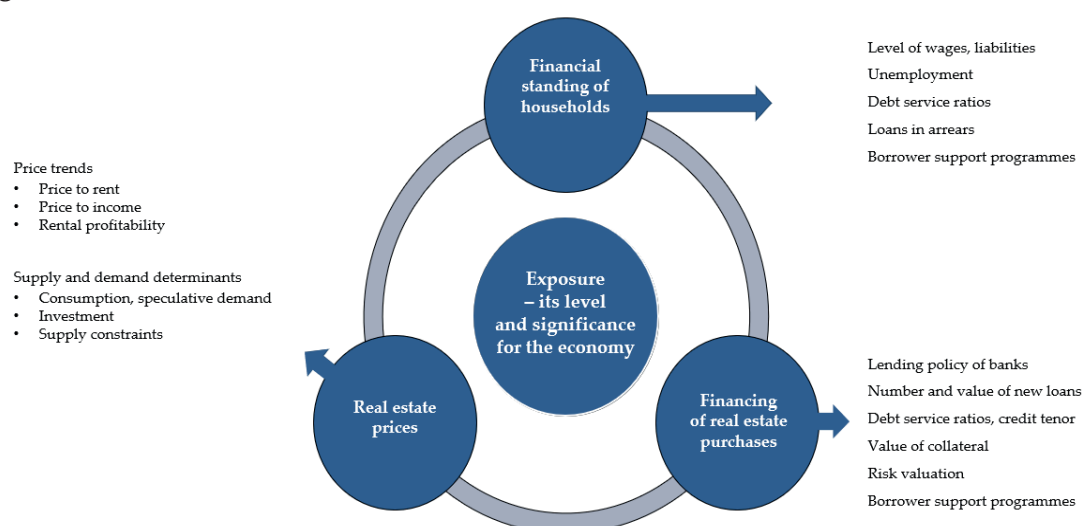 Financial
standing of
households
Level of wages, liabilities
Unemployment
Debt service ratios
Loans in arrears
Borrower support programmes
Price trends
• Price to rent
• Price to income
• Rental profitability
Supply and demand determinants
• Consumption, speculative demand
• Investment
• Supply constraints
Exposure
– its level
and significance
for the economy
Real estate
prices
Financing
of real estate
purchases
Lending policy of banks
Number and value of new loans
Debt service ratios, credit tenor
Value of collateral
Risk valuation
Borrower support programmes